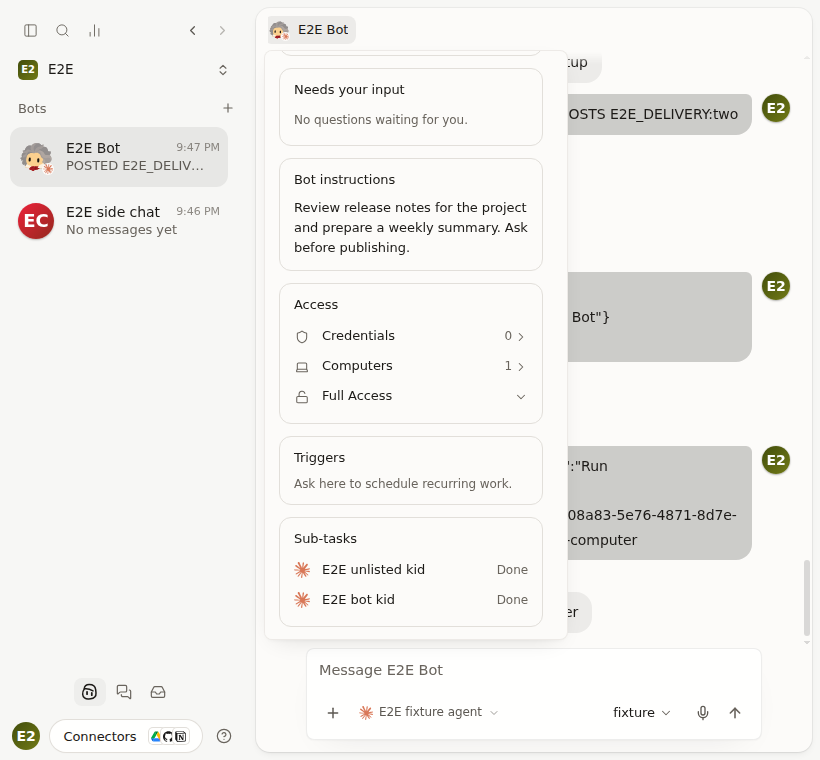 E2 E2E
Bots
E2E Bot 9:47 PM
POSTED E2E_DELIV…
EC E2E side chat 9:46 PM
No messages yet
E2 Connectors
E2E Bot
Needs your input
No questions waiting for you.
Bot instructions
Review release notes for the project
and prepare a weekly summary. Ask
before publishing.
Access
Credentials 0
Computers 1
Full Access
Triggers
Ask here to schedule recurring work.
Sub-tasks
E2E unlisted kid Done
E2E bot kid Done
tup
OSTS E2E_DELIVERY:two E2
E2
Bot"}
":"Run E2
08a83-5e76-4871-8d7e-
-computer
er
Message E2E Bot
E2E fixture agent fixture